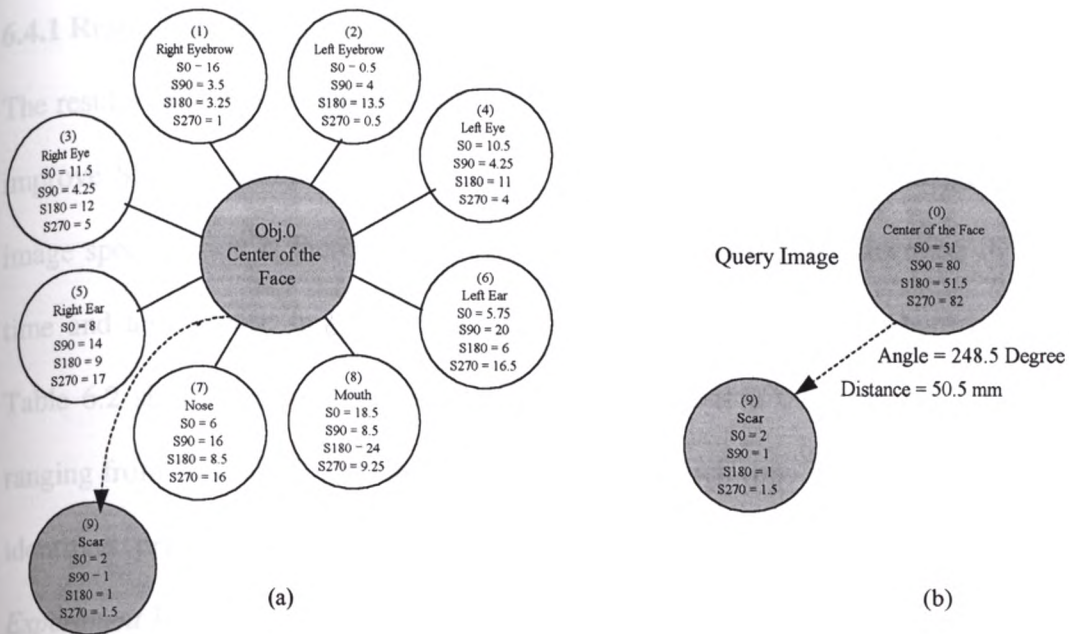 6.4.1
The resul
image spe
time and
Table 6.
ranging fro
(1)
Right Eyebrow
S0 - 16
S90 = 3.5
S180 = 3.25
S270 = 1
(2)
Left Eyebrow
S0 - 0.5
S90 = 4
S180 = 13.5
S270 = 0.5
(3)
Right Eye
S0 = 11.5
S90 = 4.25
S180 = 12
S270 = 5
(4)
Left Eye
S0 = 10.5
S90 = 4.25
S180 = 11
S270 = 4
Obj.0
Center of the
Face
(5)
Right Ear
S0 = 8
S90 = 14
S180 = 9
S270 = 17
(6)
Left Ear
S0 = 5.75
S90 = 20
S180 = 6
S270 = 16.5
(7)
Nose
S0 = 6
S90 = 16
S180 = 8.5
S270 = 16
(8)
Mouth
S0 = 18.5
S90 = 8.5
S180 - 24
S270 = 9.25
(9)
Scar
S0 = 2
S90 - 1
S180 = 1
S270 = 1.5
(a)
Query Image
(0)
Center of the Face
S0 = 51
S90 = 80
S180 = 51.5
S270 = 82
Angle = 248.5 Degree
Distance = 50.5 mm
(9)
Scar
S0 = 2
S90 = 1
S180 = 1
S270 = 1.5
(b)